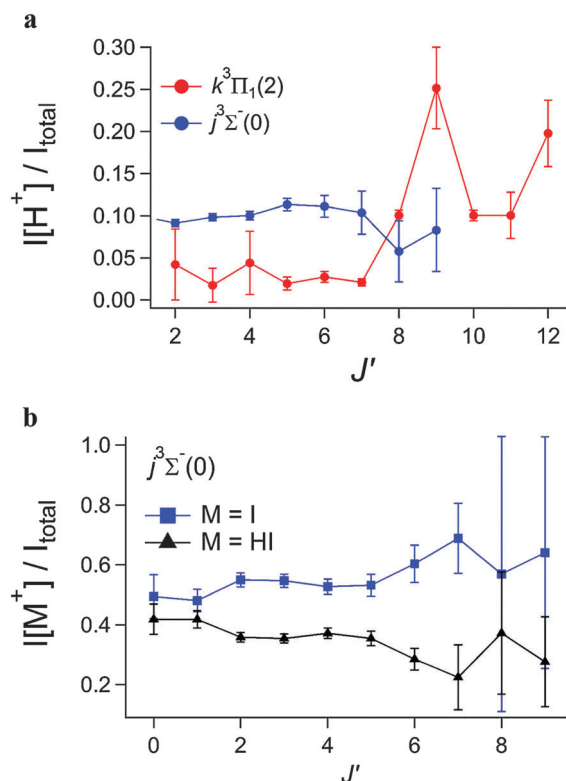 a
I[H⁺] / I_total
0.30
0.25
0.20
0.15
0.10
0.05
0.00
k³Π₁(2)
j³Σ⁻(0)
2 4 6 8 10 12
J'
b
I[M⁺] / I_total
1.0
0.8
0.6
0.4
0.2
j³Σ⁻(0)
M = I
M = HI
0 2 4 6 8
J'